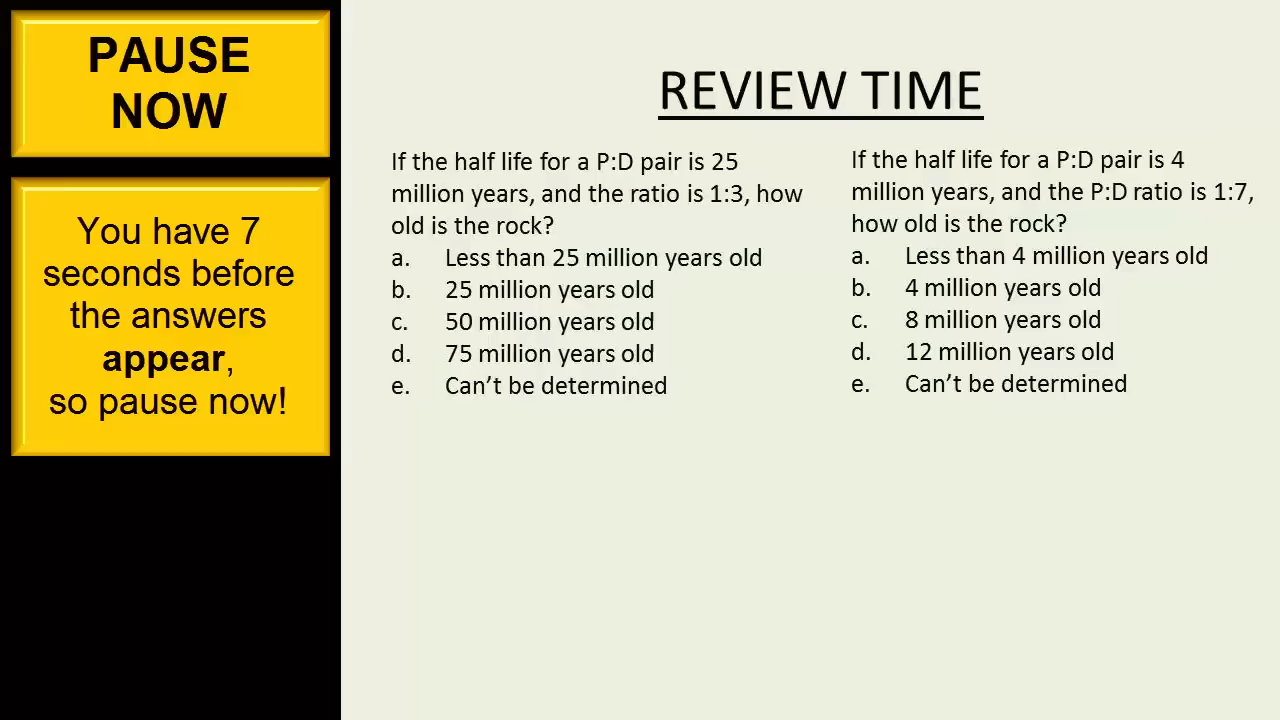 PAUSE
NOW
You have 7
seconds before
the answers
appear,
so pause now!
REVIEW TIME
If the half life for a P:D pair is 25
million years, and the ratio is 1:3, how
old is the rock?
a. Less than 25 million years old
b. 25 million years old
c. 50 million years old
d. 75 million years old
e. Can’t be determined
If the half life for a P:D pair is 4
million years, and the P:D ratio is 1:7,
how old is the rock?
a. Less than 4 million years old
b. 4 million years old
c. 8 million years old
d. 12 million years old
e. Can’t be determined